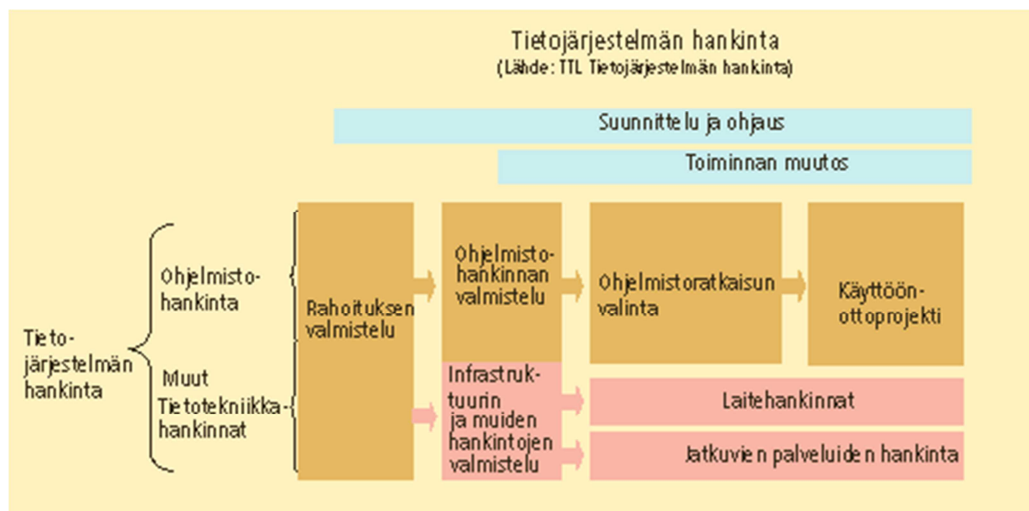 Tietojärjestelmän hankinta
(Lähde: TTL Tietojärjestelmän hankinta)
Suunnittelu ja ohjaus
Toiminnan muutos
Tieto-
järjestelmän
hankinta
Ohjelmisto-
hankinta
Muut
Tietotekniikka-
hankinnat
Rahoituksen
valmistelu
Ohjelmisto-
hankinnan
valmistelu
Ohjelmistoratkaisun
valinta
Käyttöön-
ottoprojekti
Infrastruk-
tuurin
ja muiden
hankintojen
valmistelu
Laitehankinnat
Jatkuvien palveluiden hankinta